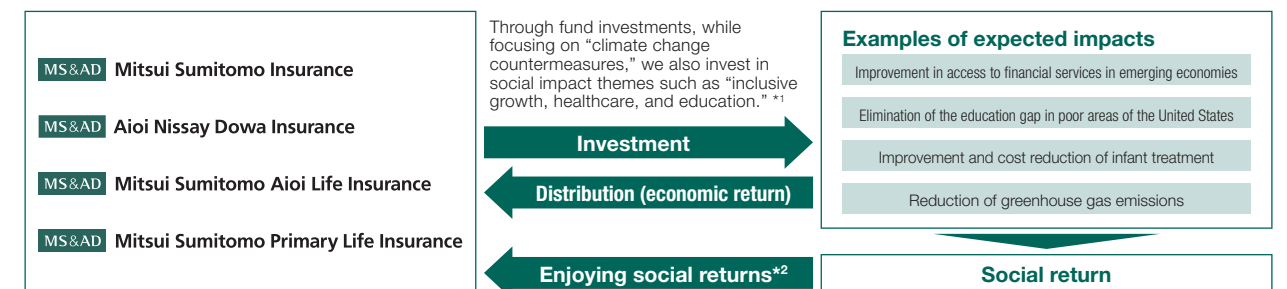 MS&AD Mitsui Sumitomo Insurance
MS&AD Aioi Nissay Dowa Insurance
MS&AD Mitsui Sumitomo Aioi Life Insurance
MS&AD Mitsui Sumitomo Primary Life Insurance
Through fund investments, while
focusing on “climate change
countermeasures,” we also invest in
social impact themes such as “inclusive
growth, healthcare, and education.” *1
Investment
Distribution (economic return)
Enjoying social returns*2
Examples of expected impacts
Improvement in access to financial services in emerging economies
Elimination of the education gap in poor areas of the United States
Improvement and cost reduction of infant treatment
Reduction of greenhouse gas emissions
Social return